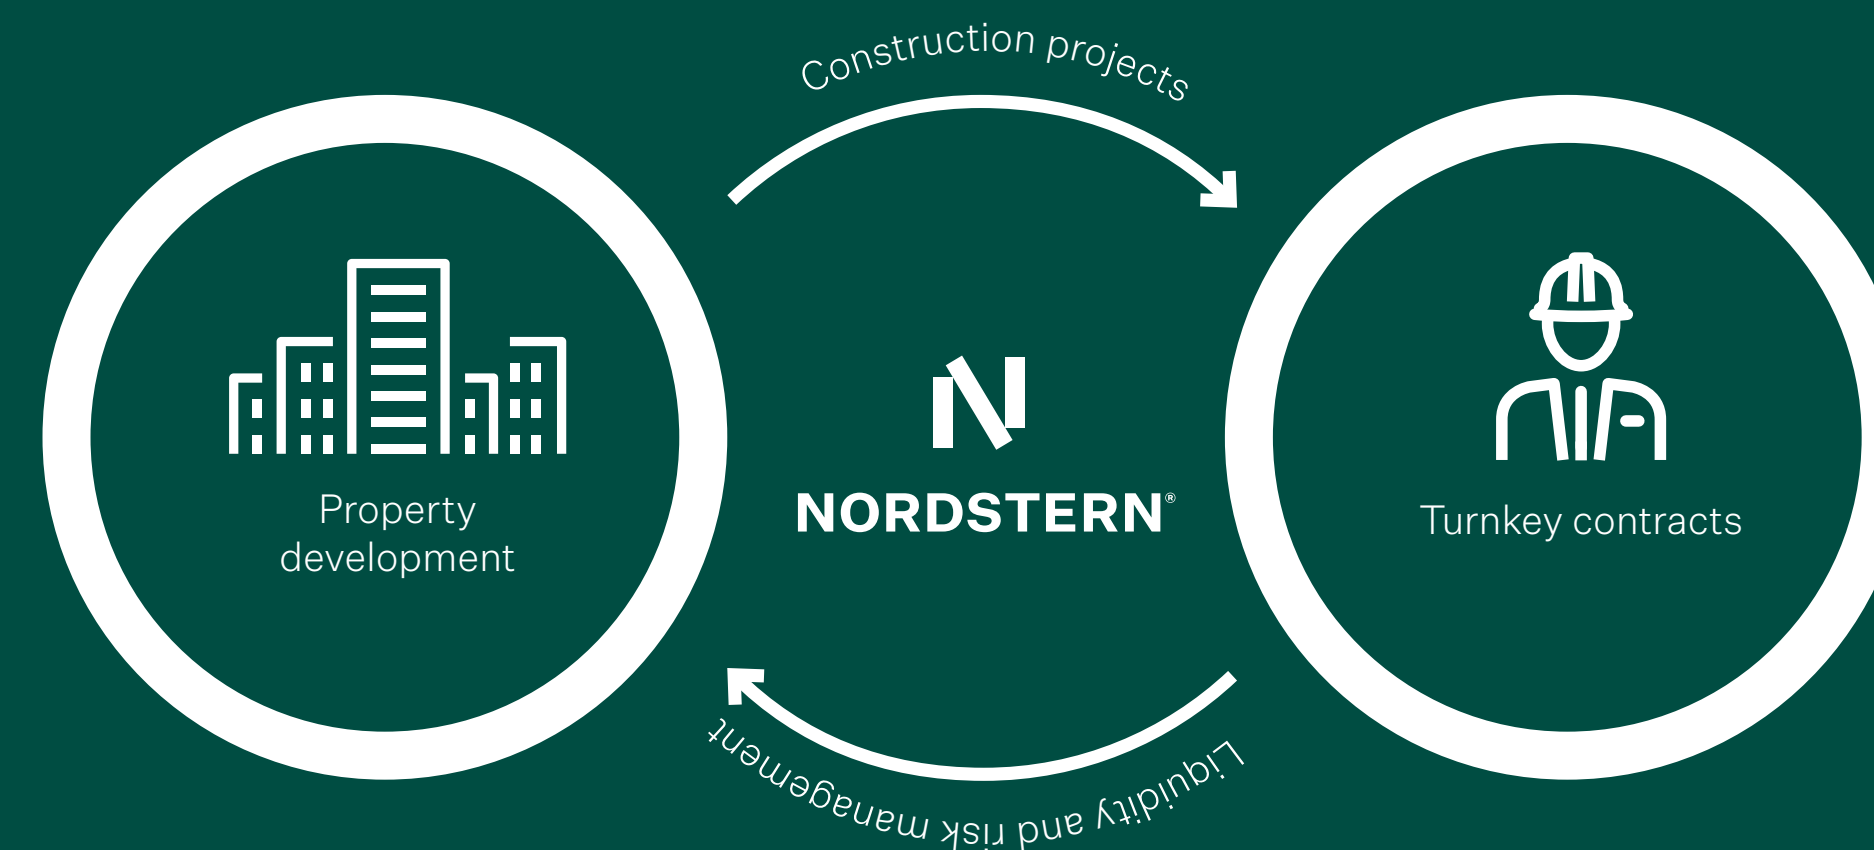 Construction projects
Property
development
N
NORDSTERN®
Turnkey contracts
Liquidity and risk management